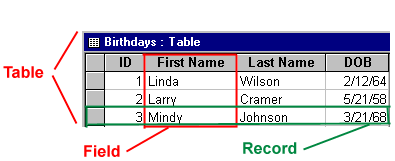 Birthdays : Table
Table
ID First Name Last Name DOB
1 Linda Wilson 2/12/64
2 Larry Cramer 5/21/58
3 Mindy Johnson 3/21/68
Field Record